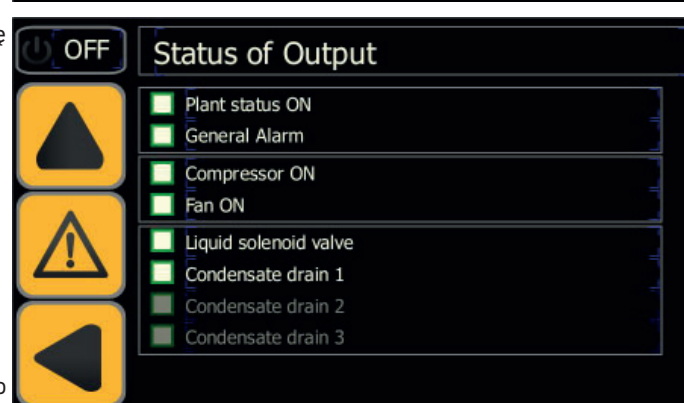 ę
OFF
Status of Output
Plant status ON
General Alarm
Compressor ON
Fan ON
Liquid solenoid valve
Condensate drain 1
Condensate drain 2
Condensate drain 3